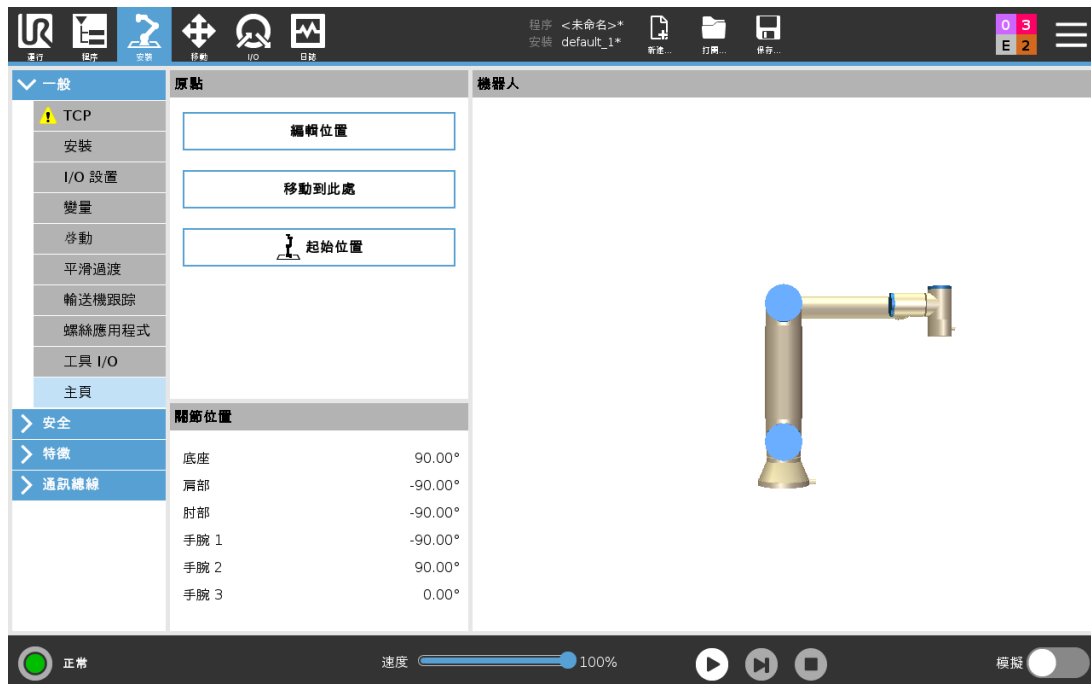 UR
運行
程序
安裝
移動
I/O
日誌
程序 <未命名>*
安裝 default_1*
新建...
打開...
保存...
0 3
E 2
一般
TCP
安裝
I/O 設置
變量
啓動
平滑過渡
輸送機跟踪
螺絲應用程式
工具 I/O
主頁
安全
特徵
通訊總線
原點
編輯位置
移動到此處
起始位置
關節位置
底座 90.00°
肩部 -90.00°
肘部 -90.00°
手腕 1 -90.00°
手腕 2 90.00°
手腕 3 0.00°
機器人
正常
速度 100%
模擬